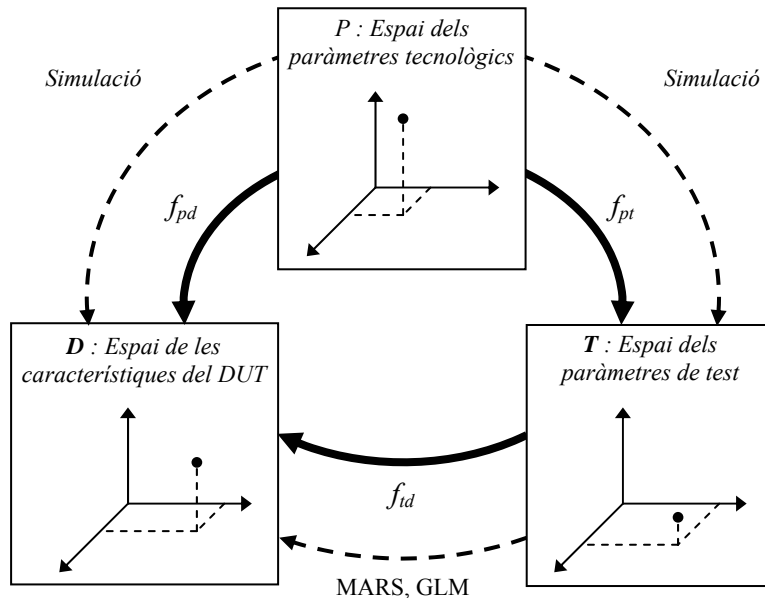 P : Espai dels
paràmetres tecnològics
Simulació
Simulació
f_pd
f_pt
D : Espai de les
característiques del DUT
T : Espai dels
paràmetres de test
f_td
MARS, GLM